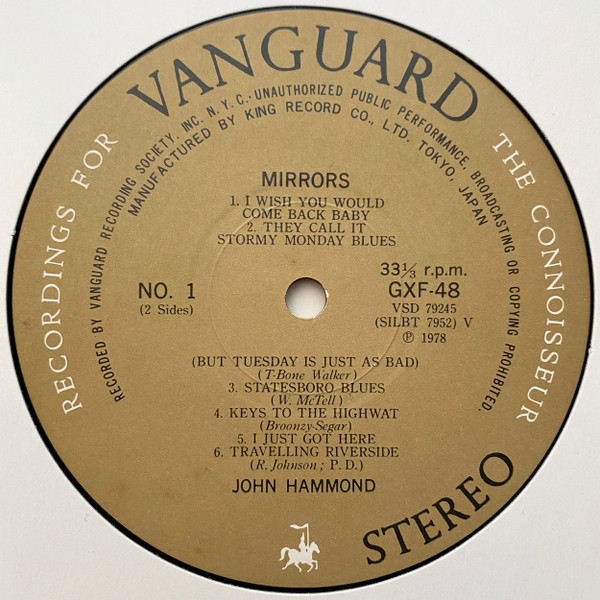 VANGUARD
RECORDINGS FOR THE CONNOISSEUR
RECORDED BY VANGUARD RECORDING SOCIETY, INC. N.Y.C.·UNAUTHORIZED PUBLIC PERFORMANCE, BROADCASTING OR COPYING PROHIBITED.
MANUFACTURED BY KING RECORD CO., LTD. TOKYO, JAPAN
MIRRORS
1. I WISH YOU WOULD
COME BACK BABY
2. THEY CALL IT
STORMY MONDAY BLUES
NO. 1
(2 Sides)
33⅓ r.p.m.
GXF-48
VSD 79245
(SILBT 7952) V
℗ 1978
(BUT TUESDAY IS JUST AS BAD)
(T-Bone Walker)
3. STATESBORO BLUES
(W. McTell)
4. KEYS TO THE HIGHWAT
(Broonzy-Segar)
5. I JUST GOT HERE
6. TRAVELLING RIVERSIDE
(R. Johnson; P.D.)
JOHN HAMMOND
STEREO